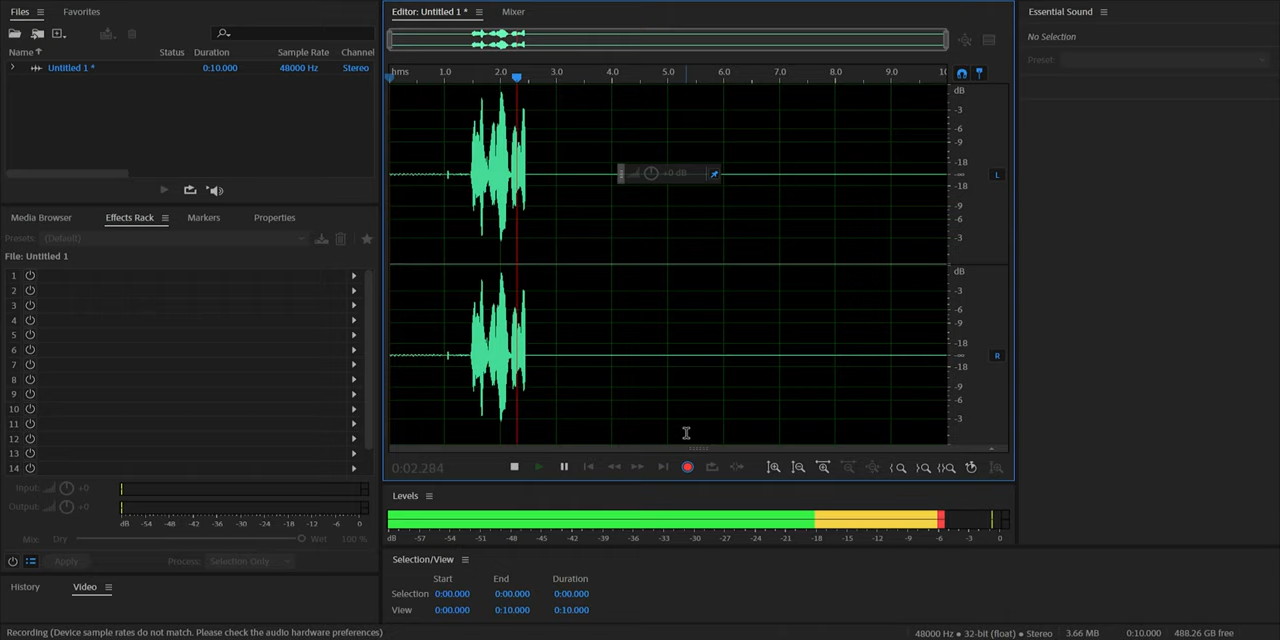 Files Favorites
Name Status Duration Sample Rate Channel
Untitled 1 * 0:10.000 48000 Hz Stereo
Media Browser Effects Rack Markers Properties
Presets: (Default)
File: Untitled 1
1
2
3
4
5
6
7
8
9
10
11
12
13
14
Input: +0
Output: +0
dB -54 -48 -42 -36 -30 -24 -18 -12 -6 0
Mix: Dry Wet 100 %
Apply Process: Selection Only
History Video
Editor: Untitled 1 * Mixer
hms 1.0 2.0 3.0 4.0 5.0 6.0 7.0 8.0 9.0 10
dB
-3
-6
-9
-18
-∞ L
-18
-9
-6
-3
+0 dB
dB
-3
-6
-9
-18
-∞ R
-18
-9
-6
-3
0:02.284
Levels
dB -57 -54 -51 -48 -45 -42 -39 -36 -33 -30 -27 -24 -21 -18 -15 -12 -9 -6 -3 0
Selection/View
Start End Duration
Selection 0:00.000 0:00.000 0:00.000
View 0:00.000 0:10.000 0:10.000
Essential Sound
No Selection
Preset:
Recording (Device sample rates do not match. Please check the audio hardware preferences)
48000 Hz • 32-bit (float) • Stereo 3.66 MB 0:10.000 488.26 GB free